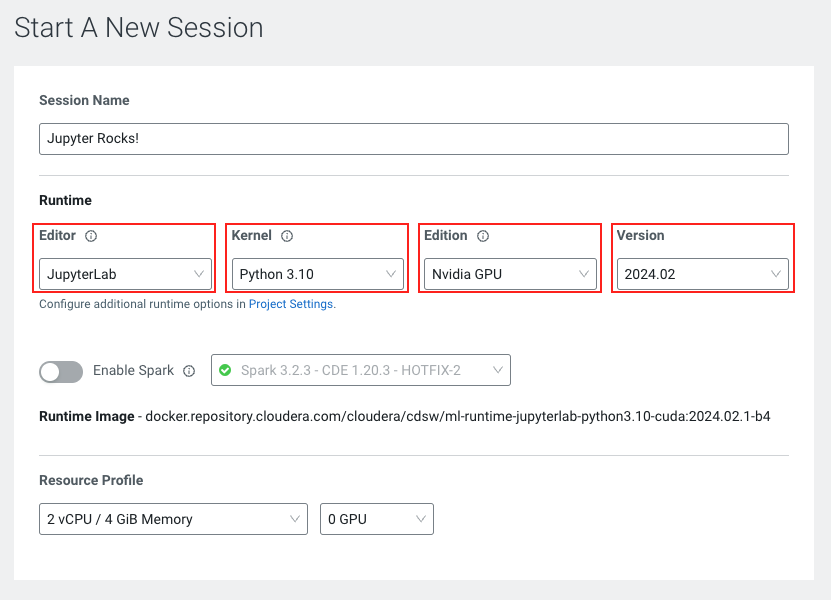 Start A New Session
Session Name
Jupyter Rocks!
Runtime
Editor Kernel Edition Version
JupyterLab Python 3.10 Nvidia GPU 2024.02
Configure additional runtime options in Project Settings.
Enable Spark Spark 3.2.3 - CDE 1.20.3 - HOTFIX-2
Runtime Image - docker.repository.cloudera.com/cloudera/cdsw/ml-runtime-jupyterlab-python3.10-cuda:2024.02.1-b4
Resource Profile
2 vCPU / 4 GiB Memory 0 GPU